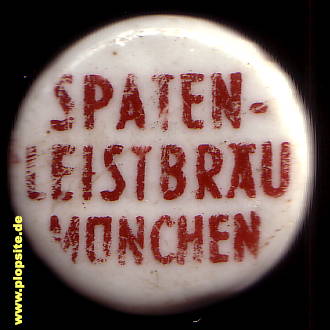 SPATEN-
LEISTBRÄU
MÜNCHEN
www.plopsite.de